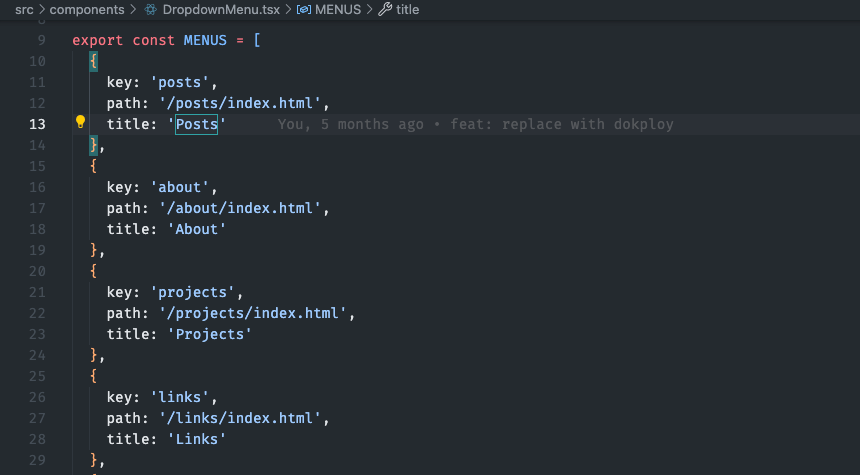 src > components > DropdownMenu.tsx > MENUS > title
8
9 export const MENUS = [
10 {
11 key: 'posts',
12 path: '/posts/index.html',
13 title: 'Posts' You, 5 months ago • feat: replace with dokploy
14 },
15 {
16 key: 'about',
17 path: '/about/index.html',
18 title: 'About'
19 },
20 {
21 key: 'projects',
22 path: '/projects/index.html',
23 title: 'Projects'
24 },
25 {
26 key: 'links',
27 path: '/links/index.html',
28 title: 'Links'
29 },